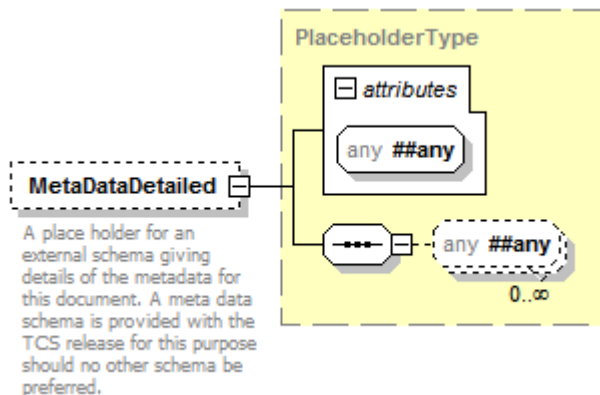 PlaceholderType
attributes
any ##any
MetaDataDetailed
A place holder for an
external schema giving
details of the metadata for
this document. A meta data
schema is provided with the
TCS release for this purpose
should no other schema be
preferred.
any ##any
0..∞